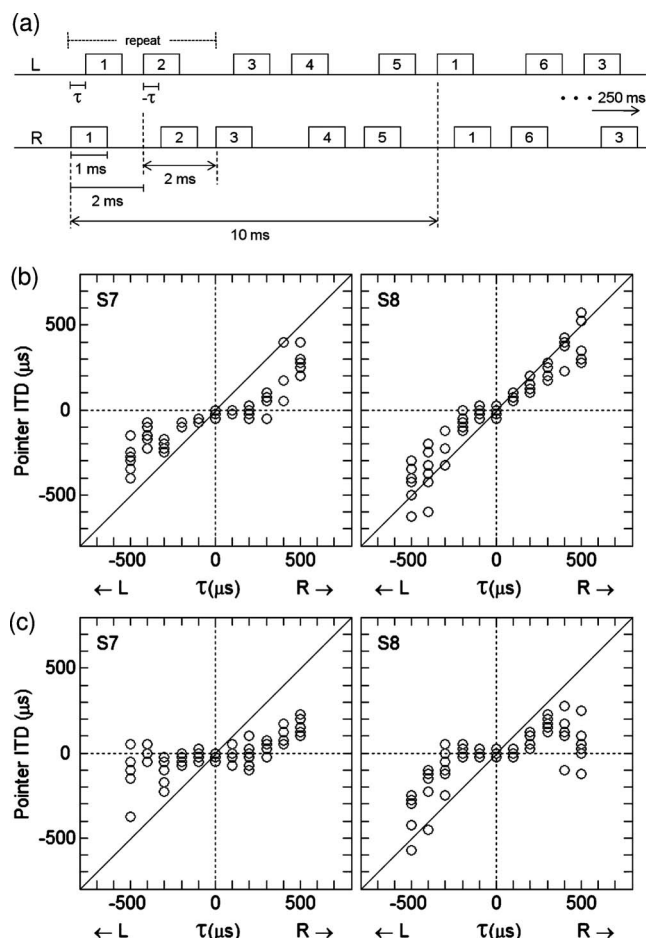 (a)
repeat
L 1 2 3 4 5 1 6 3
τ -τ • • • 250 ms
R 1 2 3 4 5 1 6 3
1 ms 2 ms
2 ms
10 ms
(b)
S7 S8
500
0
-500
Pointer ITD (μs)
-500 0 500 -500 0 500
← L τ(μs) R → ← L τ(μs) R →
(c)
S7 S8
500
0
-500
Pointer ITD (μs)
-500 0 500 -500 0 500
← L τ(μs) R → ← L τ(μs) R →